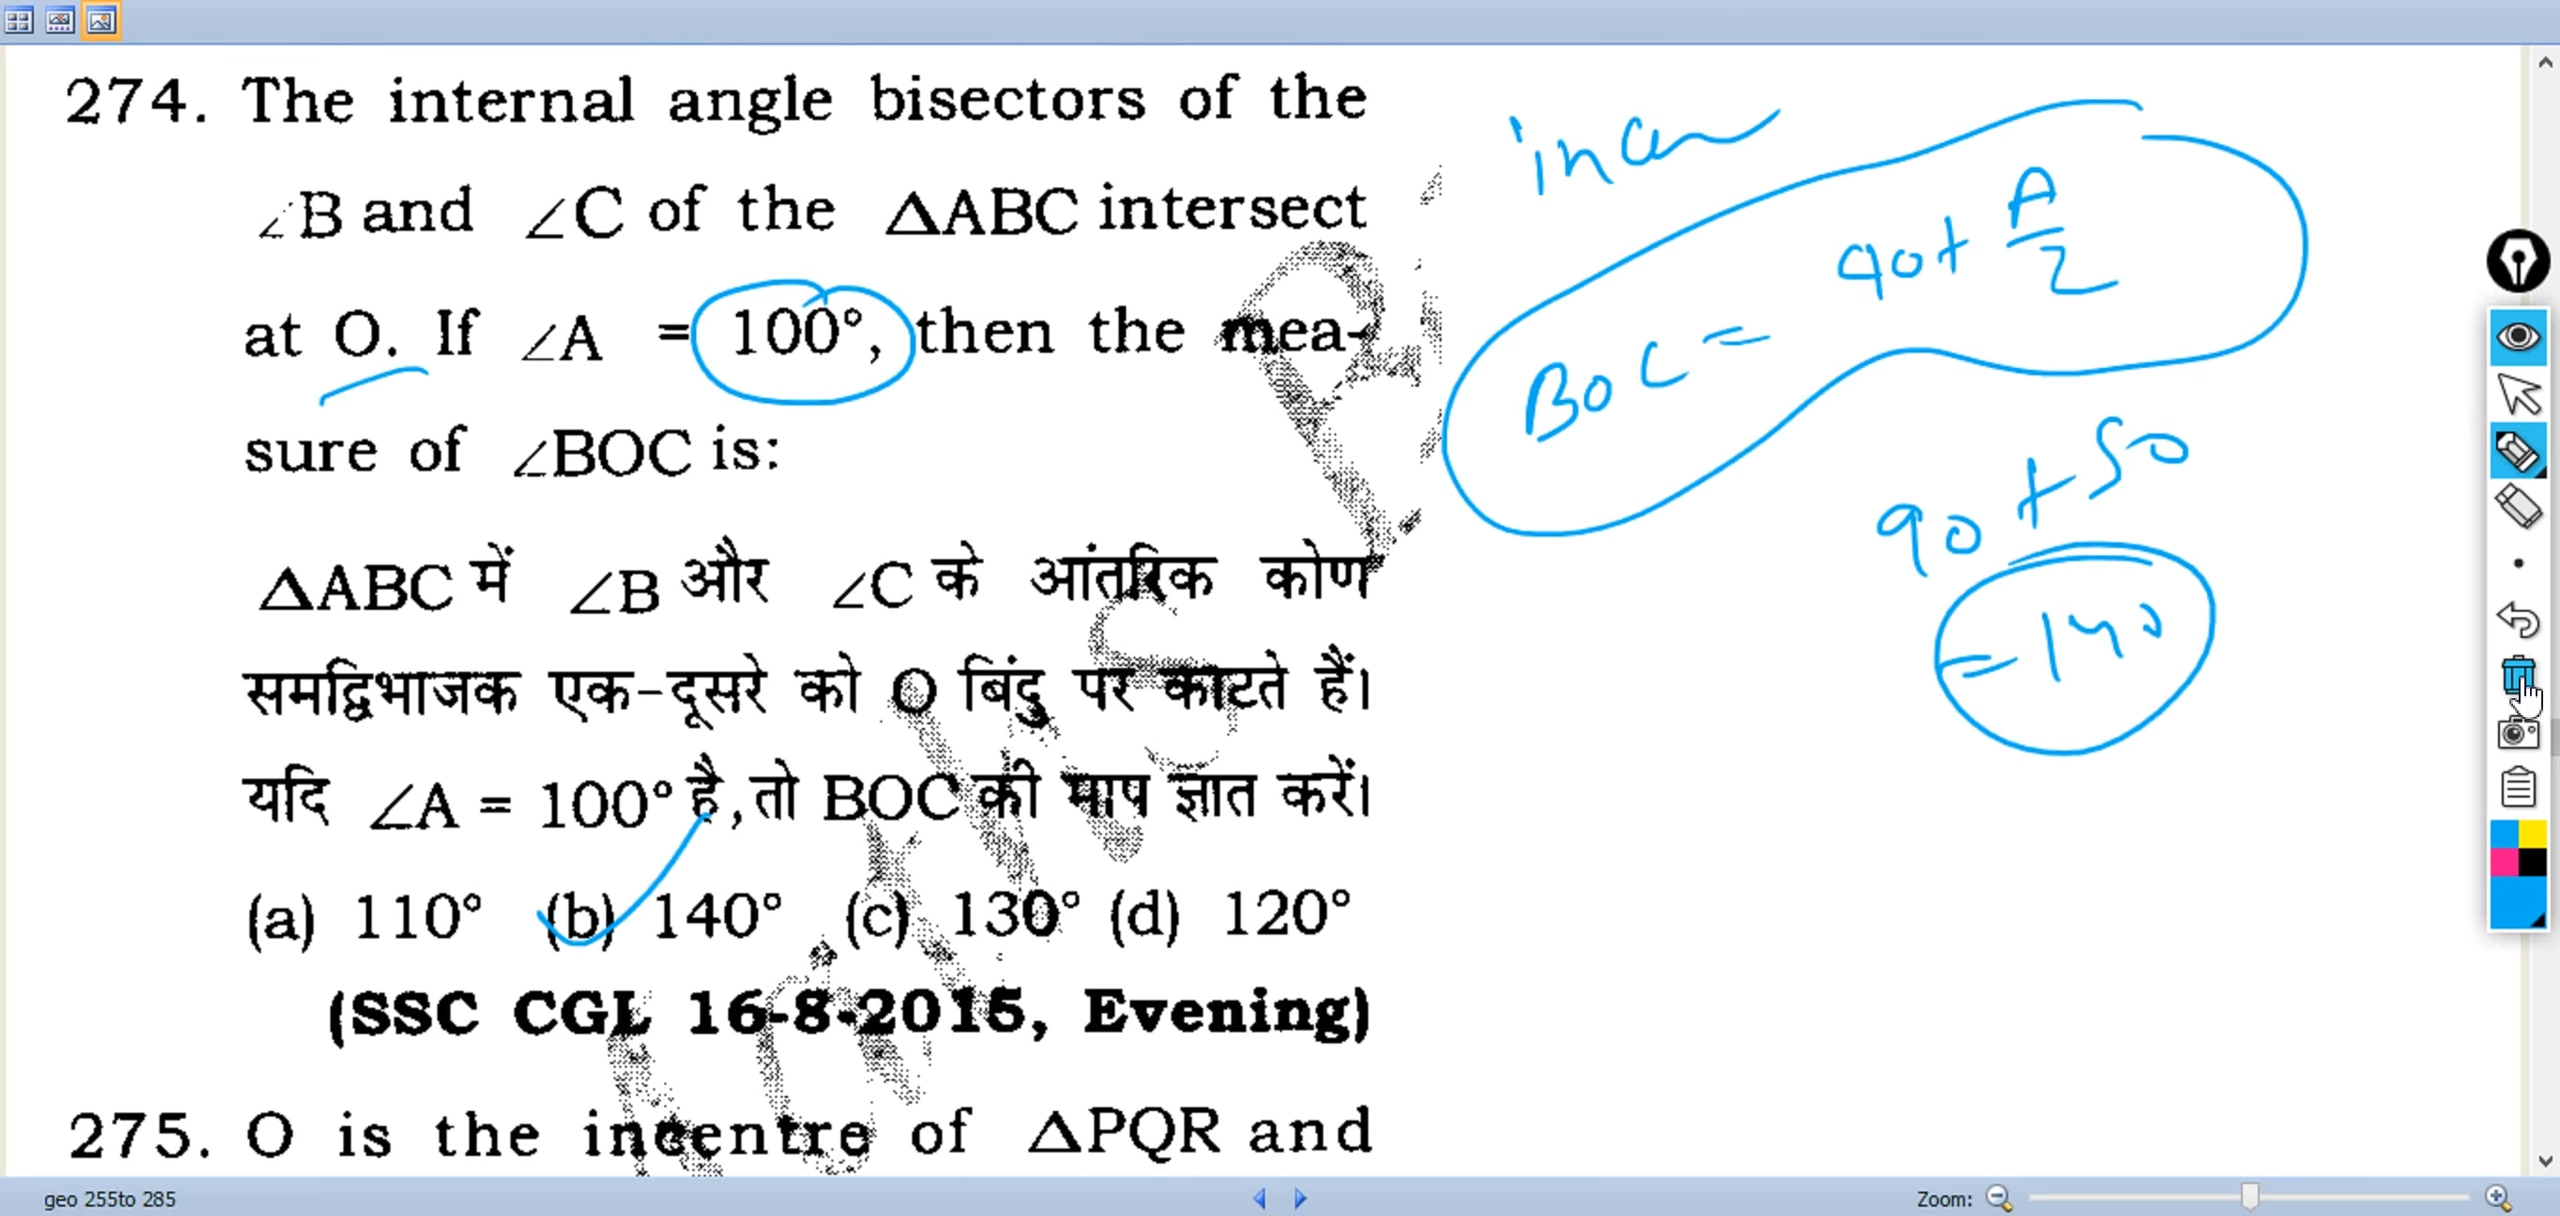 274. The internal angle bisectors of the
∠B and ∠C of the ΔABC intersect
at O. If ∠A = 100°, then the mea-
sure of ∠BOC is:
ΔABC में ∠B और ∠C के आंतरिक कोण
समद्विभाजक एक-दूसरे को O बिंदु पर काटते हैं।
यदि ∠A = 100° है, तो BOC की माप ज्ञात करें।
(a) 110° (b) 140° (c) 130° (d) 120°
(SSC CGL 16-8-2015, Evening)
275. O is the incentre of ΔPQR and
BOC = 90 + A/2
90 + 50
= 140
geo 255to 285
Zoom: